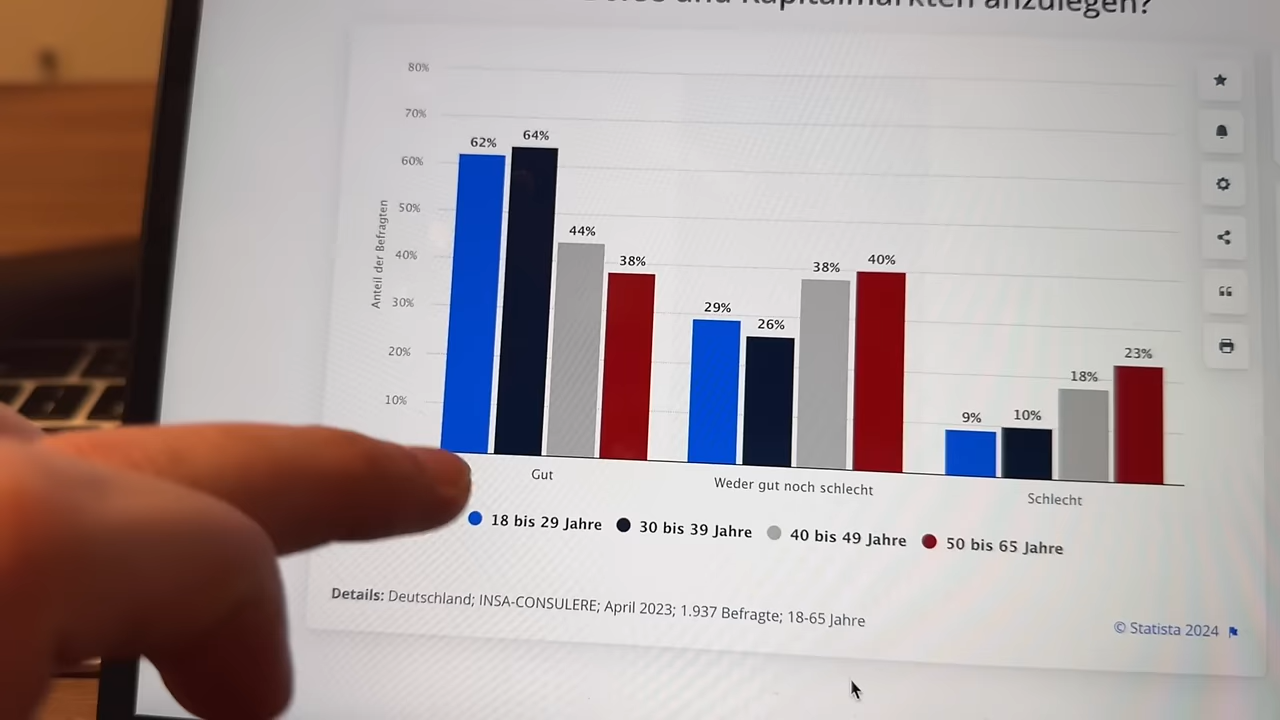 und Kapitalmärkten anzulegen?
80%
70%
60%
50%
40%
30%
20%
10%
Anteil der Befragten
62%
64%
44%
38%
29%
26%
38%
40%
9%
10%
18%
23%
Gut
Weder gut noch schlecht
Schlecht
18 bis 29 Jahre
30 bis 39 Jahre
40 bis 49 Jahre
50 bis 65 Jahre
Details: Deutschland; INSA-CONSULERE; April 2023; 1.937 Befragte; 18-65 Jahre
© Statista 2024